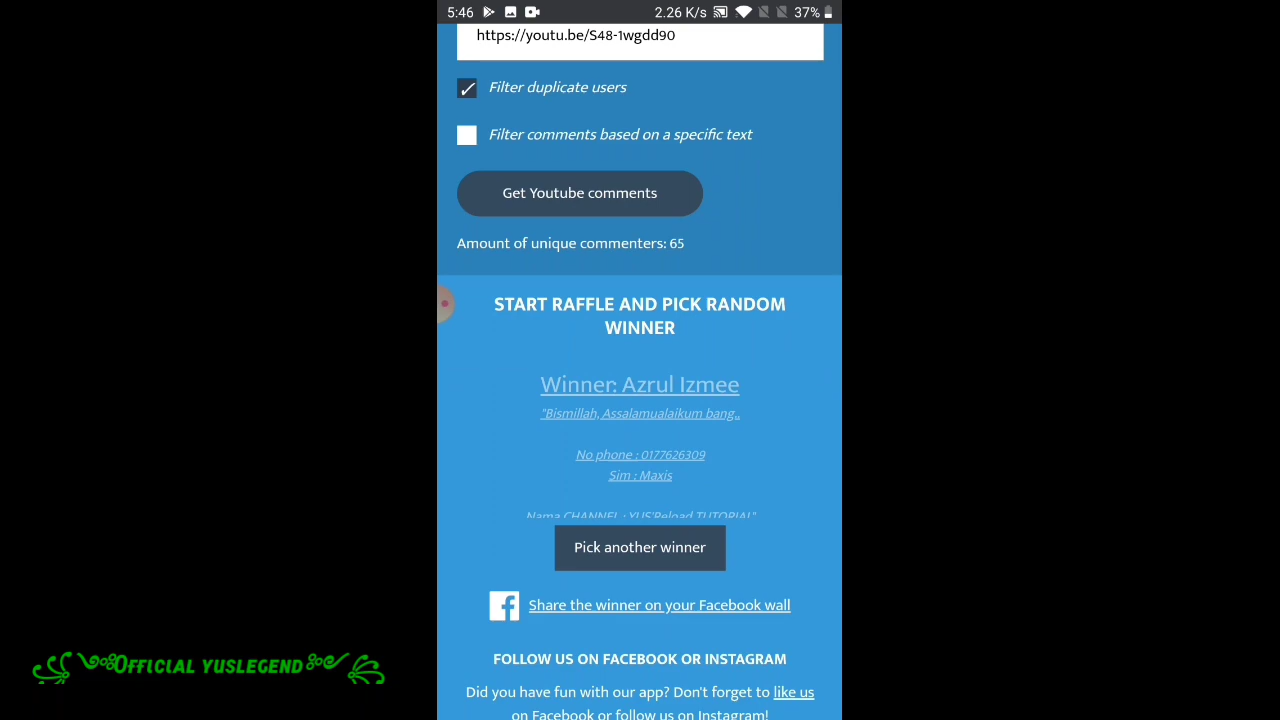 5:46 2.26 K/s 37%
https://youtu.be/S48-1wgdd90
Filter duplicate users
Filter comments based on a specific text
Get Youtube comments
Amount of unique commenters: 65
START RAFFLE AND PICK RANDOM
WINNER
Winner: Azrul Izmee
"Bismillah, Assalamualaikum bang..
No phone : 0177626309
Sim : Maxis
Nama CHANNEL : YUS'Reload TUTORIAL"
Pick another winner
Share the winner on your Facebook wall
OFFICIAL YUSLEGEND
FOLLOW US ON FACEBOOK OR INSTAGRAM
Did you have fun with our app? Don't forget to like us
on Facebook or follow us on Instagram!